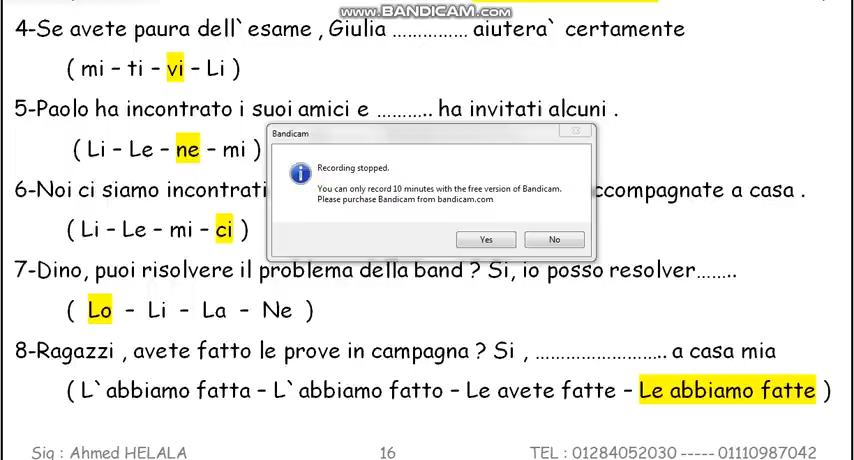 www.BANDICAM.com
4-Se avete paura dell`esame , Giulia …………… aiutera` certamente
( mi – ti – vi – Li )
5-Paolo ha incontrato i suoi amici e ……….. ha invitati alcuni .
( Li – Le – ne – mi )
6-Noi ci siamo incontrati ccompagnate a casa .
( Li – Le – mi – ci )
7-Dino, puoi risolvere il problema della band ? Si, io posso resolver……..
( Lo – Li – La – Ne )
8-Ragazzi , avete fatto le prove in campagna ? Si , …………………….. a casa mia
( L`abbiamo fatta – L`abbiamo fatto – Le avete fatte – Le abbiamo fatte )
Sig : Ahmed HELALA 16 TEL : 01284052030 ----- 01110987042
Bandicam
Recording stopped.
You can only record 10 minutes with the free version of Bandicam.
Please purchase Bandicam from bandicam.com
Yes No